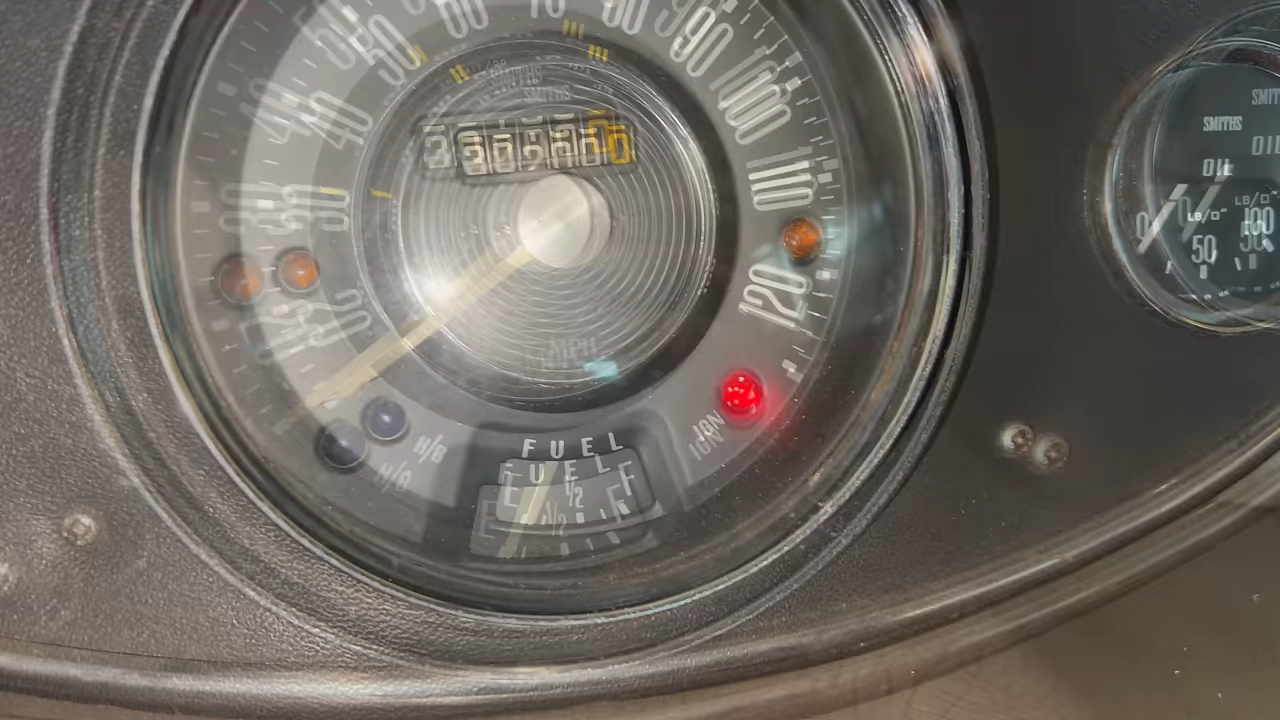 60
70
80
90
100
110
120
50
40
30
20
SMITHS
MPH
H/B
IGN
FUEL
E 1/2 F
SMITHS
OIL
LB/□"
0 50 100